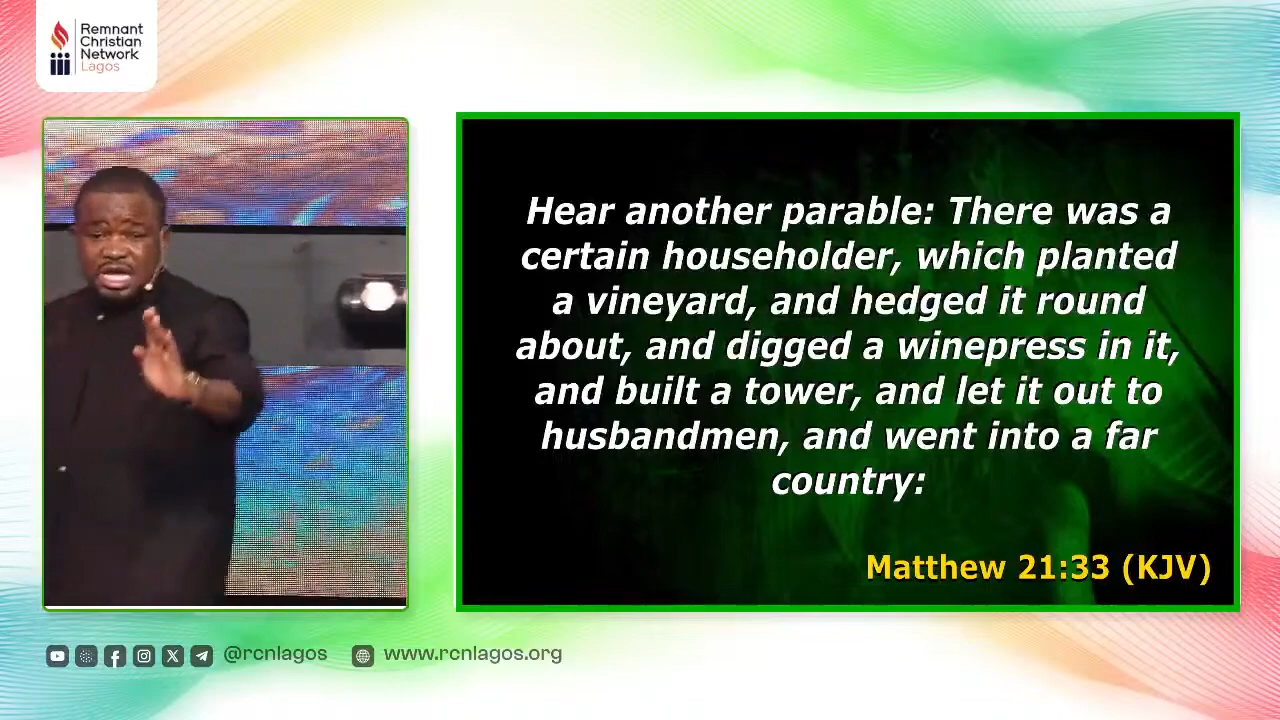 Remnant
Christian
Network
Lagos
Hear another parable: There was a
certain householder, which planted
a vineyard, and hedged it round
about, and digged a winepress in it,
and built a tower, and let it out to
husbandmen, and went into a far
country:
Matthew 21:33 (KJV)
@rcnlagos www.rcnlagos.org